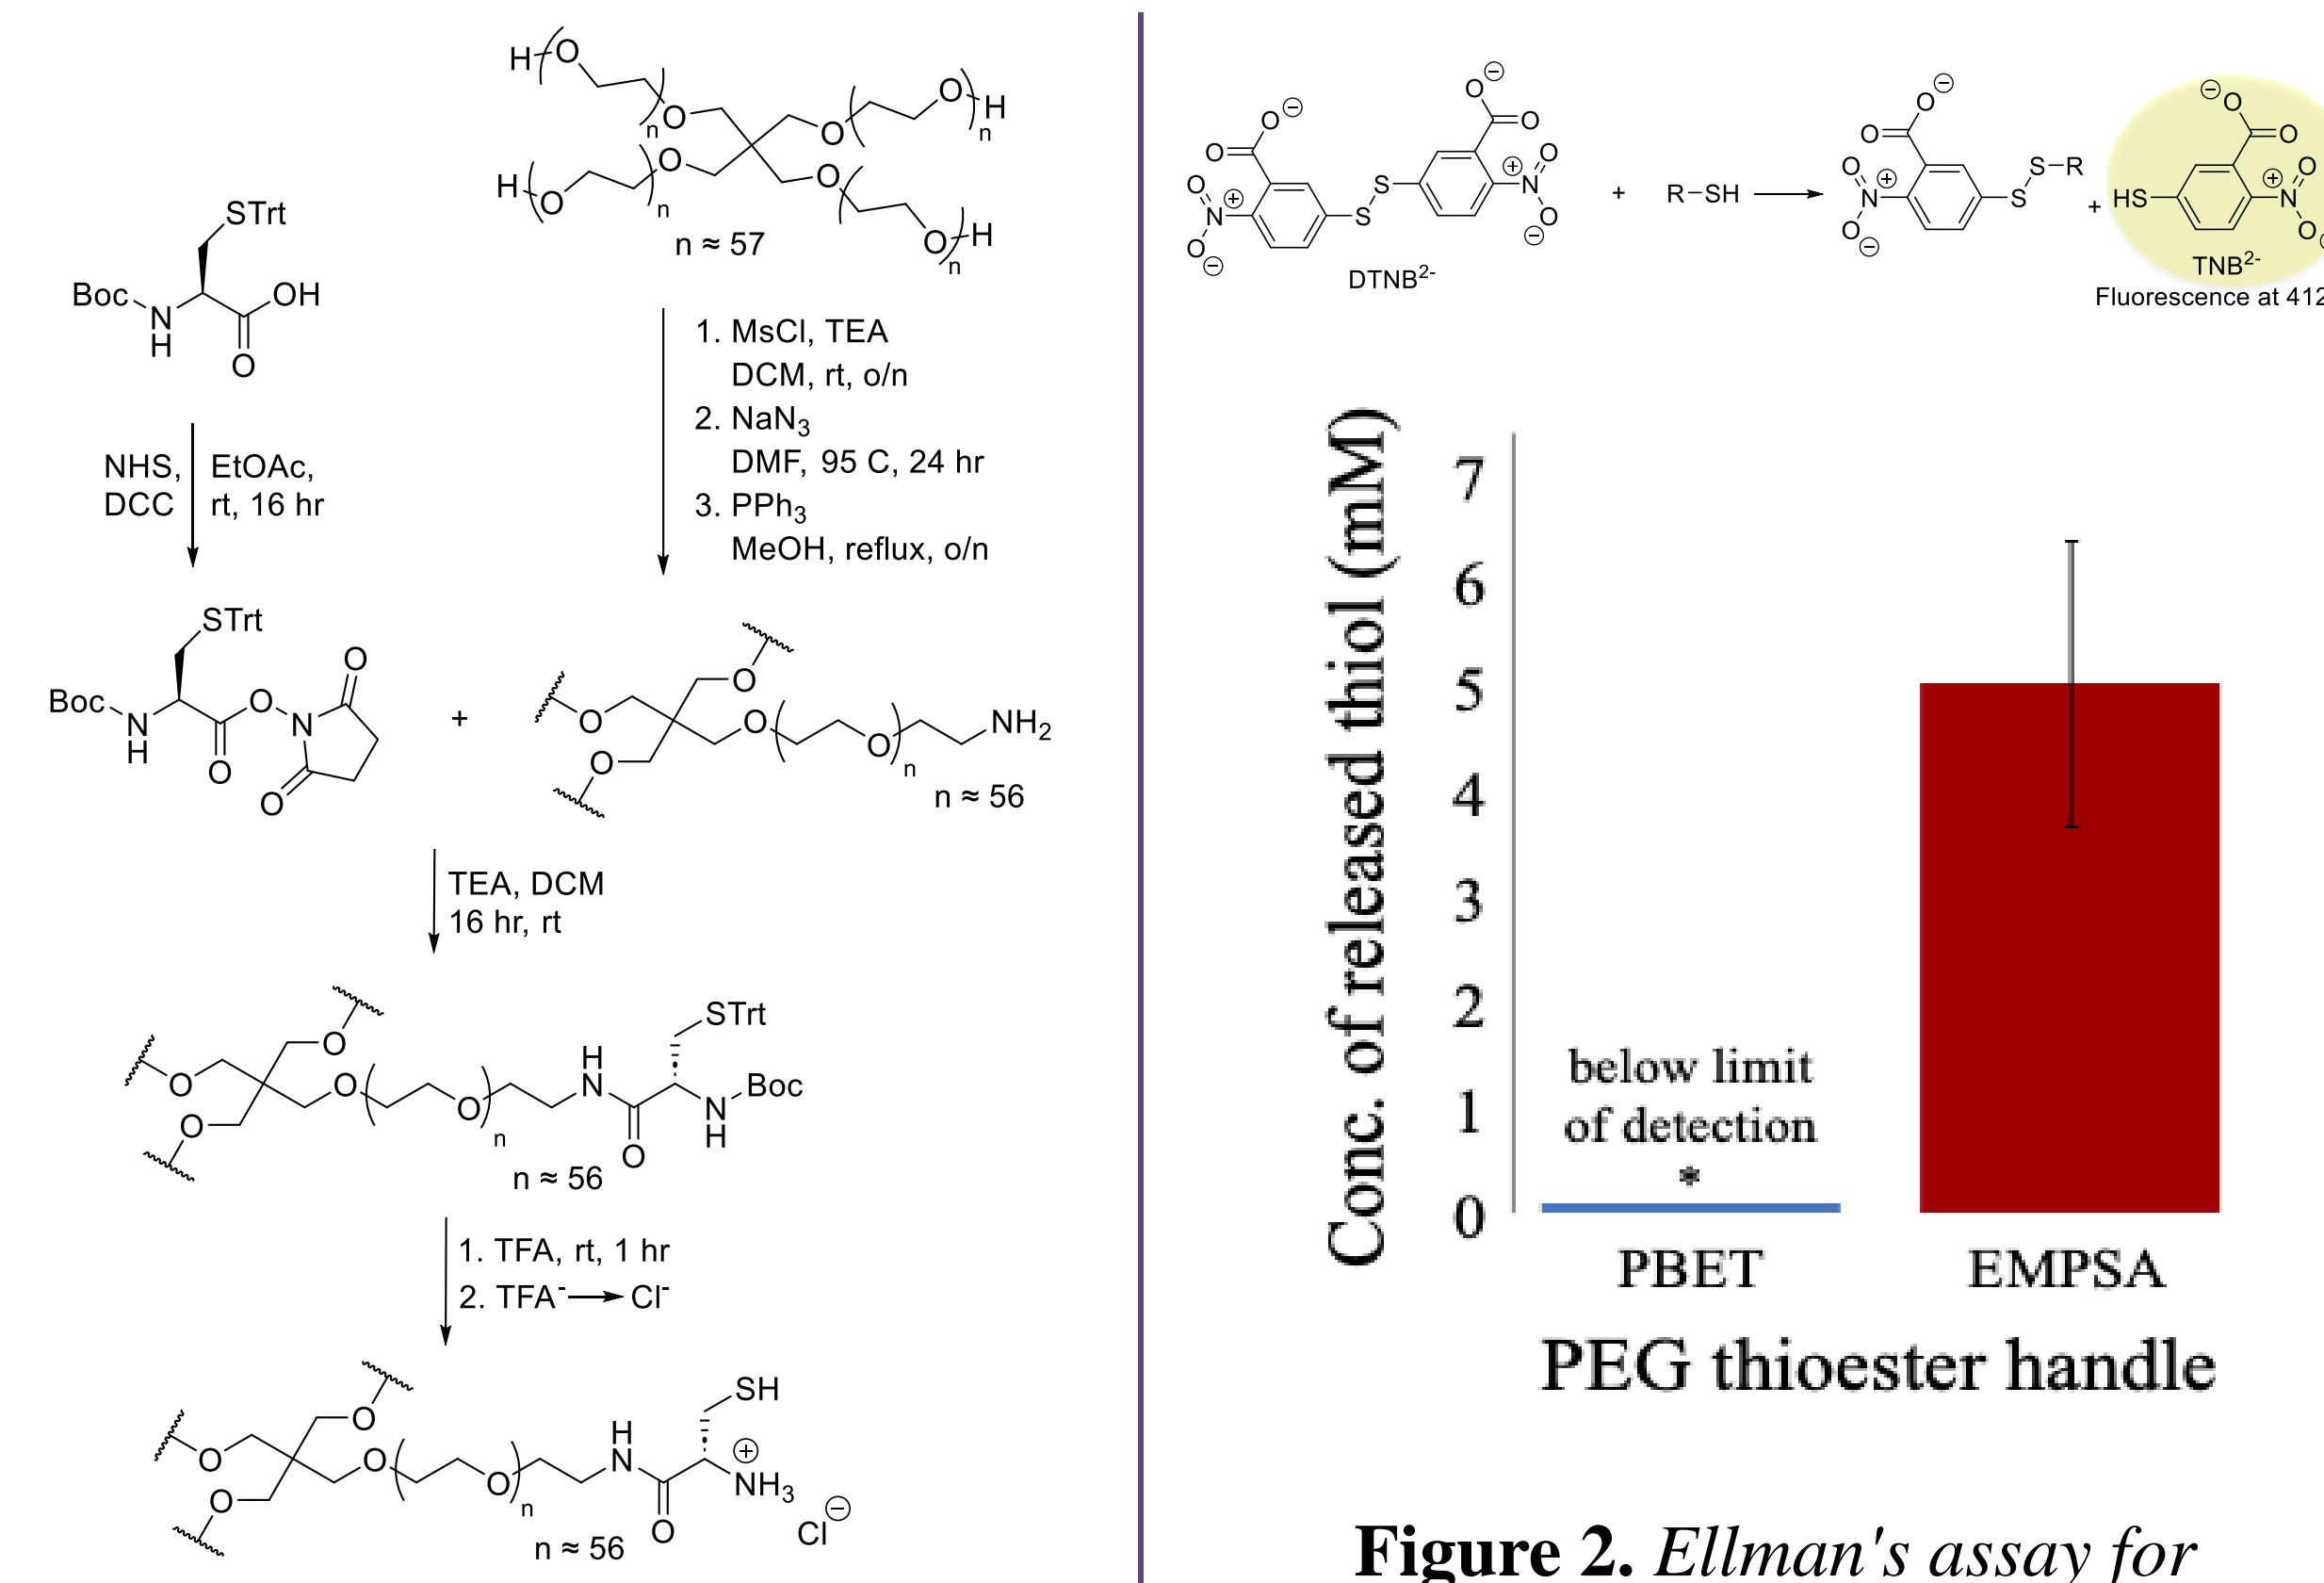 H O n O O n O H
H O n O O n O H
n ≈ 57
STrt
Boc N H OH O
1. MsCl, TEA
DCM, rt, o/n
2. NaN3
DMF, 95 C, 24 hr
3. PPh3
MeOH, reflux, o/n
NHS, EtOAc,
DCC rt, 16 hr
STrt
Boc N H O O N O O
+
O O O O O n NH2
n ≈ 56
TEA, DCM
16 hr, rt
STrt
O O O O O n H N O N H Boc
n ≈ 56
1. TFA, rt, 1 hr
2. TFA- Cl-
SH
O O O O O n H N O ⊕ NH3
n ≈ 56
Cl ⊖
O ⊖ O O N ⊕ O ⊖ S S O ⊖ O N ⊕ O O ⊖
DTNB2-
+ R-SH
O ⊖ O O N ⊕ O ⊖ S S-R
+
⊖ O O HS N ⊕ O O
TNB2-
Fluorescence at 412
Conc. of released thiol (mM)
7
6
5
4
3
2
1
0
below limit
of detection
*
PBET EMPSA
PEG thioester handle
Figure 2. Ellman's assay for